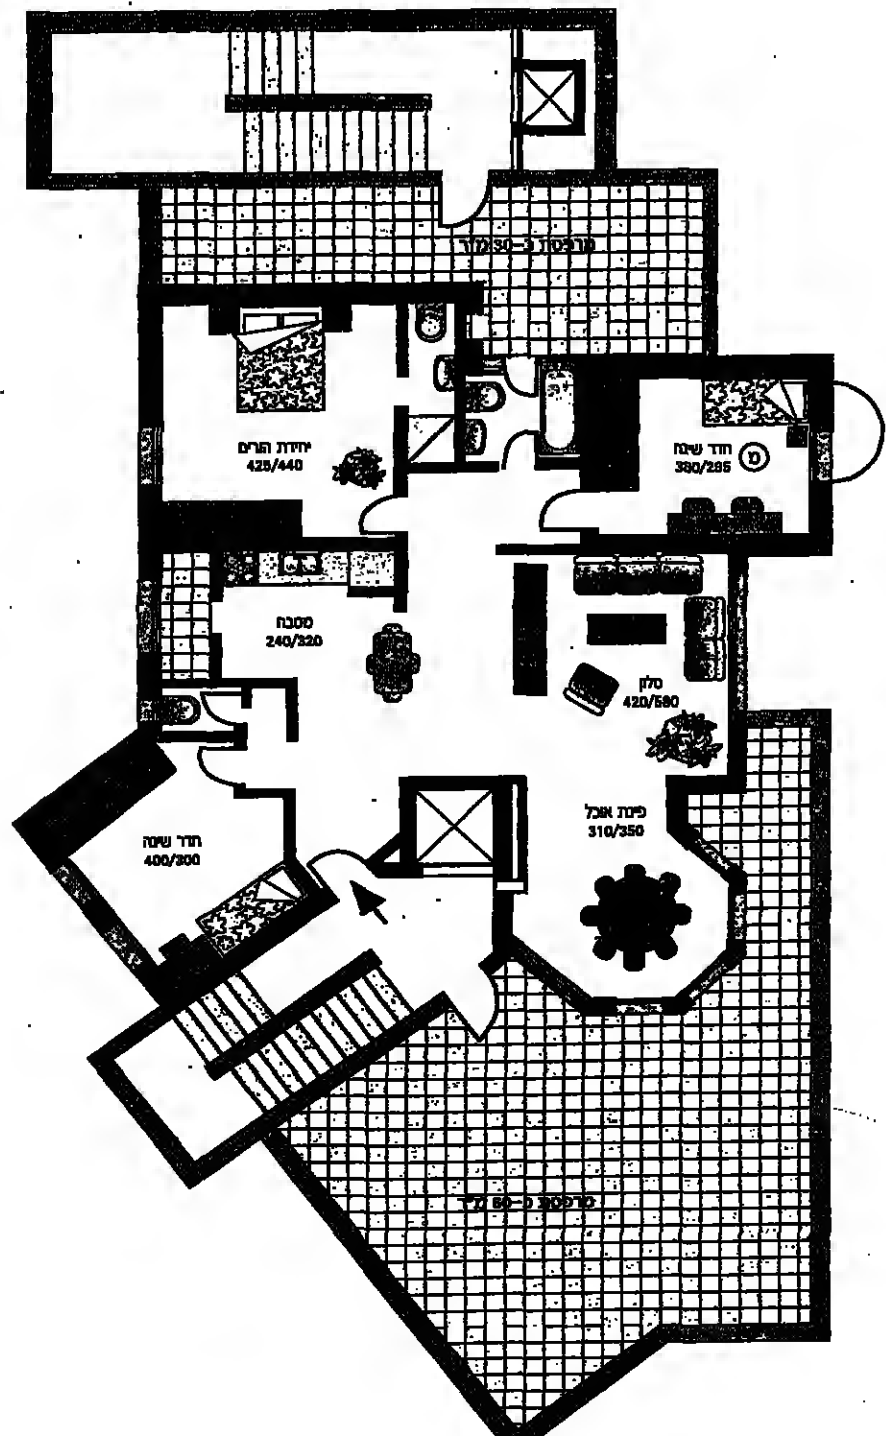 מרפסת כ-30 מ"ר
יחידת הורים
425/440
חדר שינה
380/285
מ
מטבח
240/320
סלון
420/580
פינת אוכל
310/350
חדר שינה
400/300
מרפסת כ-60 מ"ר